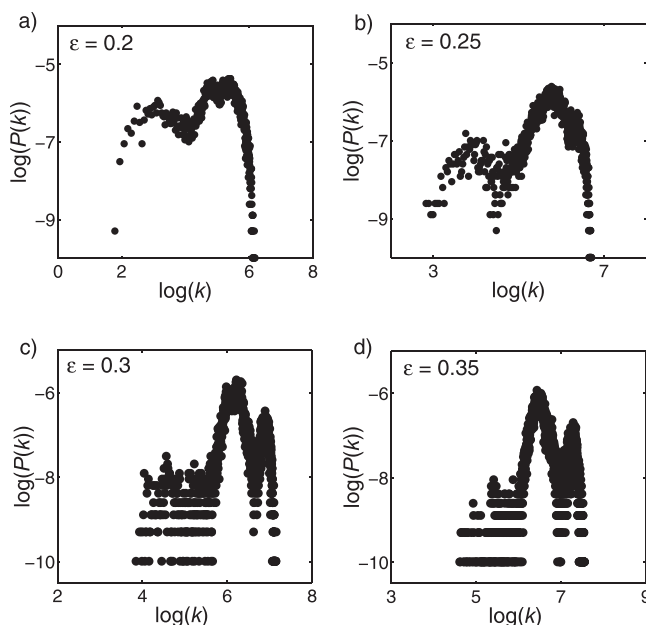 a)
ε = 0.2
−5
−7
−9
log(P(k))
0 2 4 6 8
log(k)
b)
ε = 0.25
−5
−7
−9
log(P(k))
3 7
log(k)
c)
ε = 0.3
−6
−8
−10
log(P(k))
2 4 6 8
log(k)
d)
ε = 0.35
−6
−8
−10
log(P(k))
3 5 7 9
log(k)